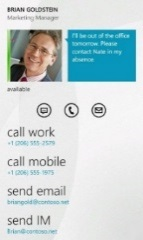 BRIAN GOLDSTEIN
Marketing Manager
I'll be out of the office
tomorrow. Please
contact Nate in my
absence
available
call work
+1 (206) 555-2579
call mobile
+1 (206) 555-1973
send email
briangold@contoso.net
send IM
brian@contoso.net